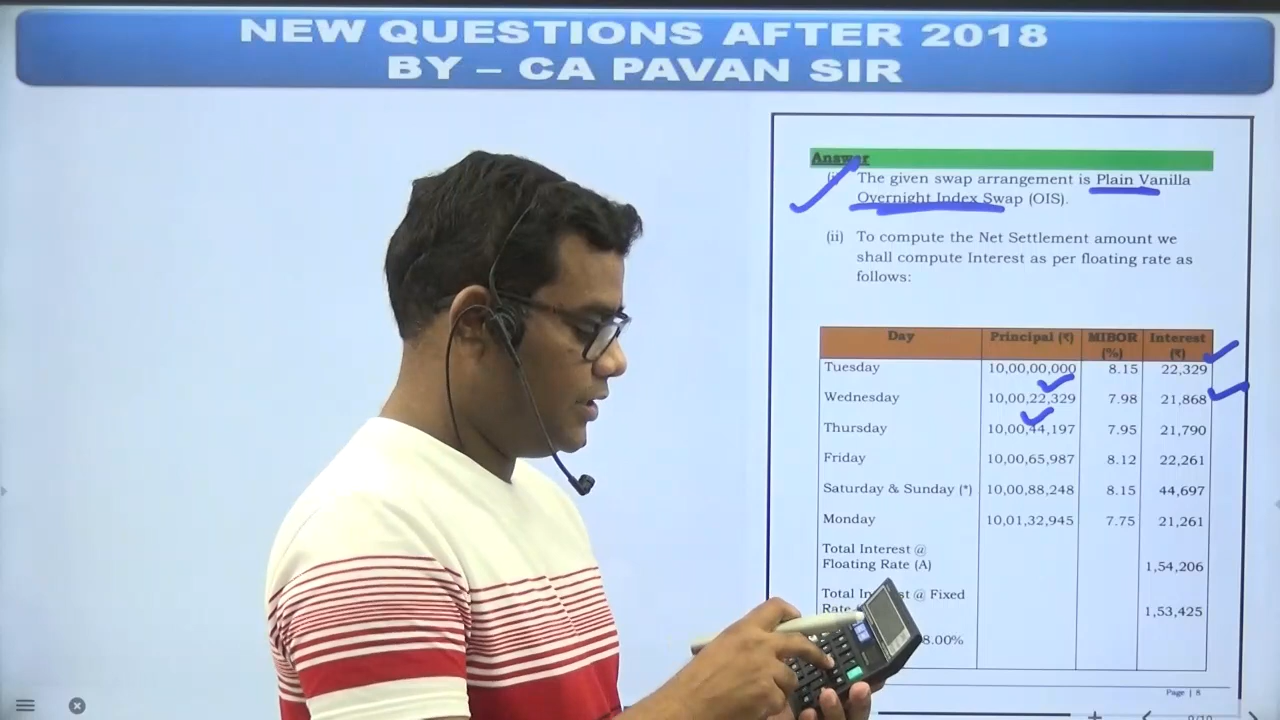 NEW QUESTIONS AFTER 2018
BY – CA PAVAN SIR
Answer
The given swap arrangement is Plain Vanilla
Overnight Index Swap (OIS).
(ii) To compute the Net Settlement amount we
shall compute Interest as per floating rate as
follows:
Day Principal (₹) MIBOR (%) Interest (₹)
Tuesday 10,00,00,000 8.15 22,329
Wednesday 10,00,22,329 7.98 21,868
Thursday 10,00,44,197 7.95 21,790
Friday 10,00,65,987 8.12 22,261
Saturday & Sunday (*) 10,00,88,248 8.15 44,697
Monday 10,01,32,945 7.75 21,261
Total Interest @
Floating Rate (A) 1,54,206
Total @ Fixed
1,53,425
8.00%
Page | 8